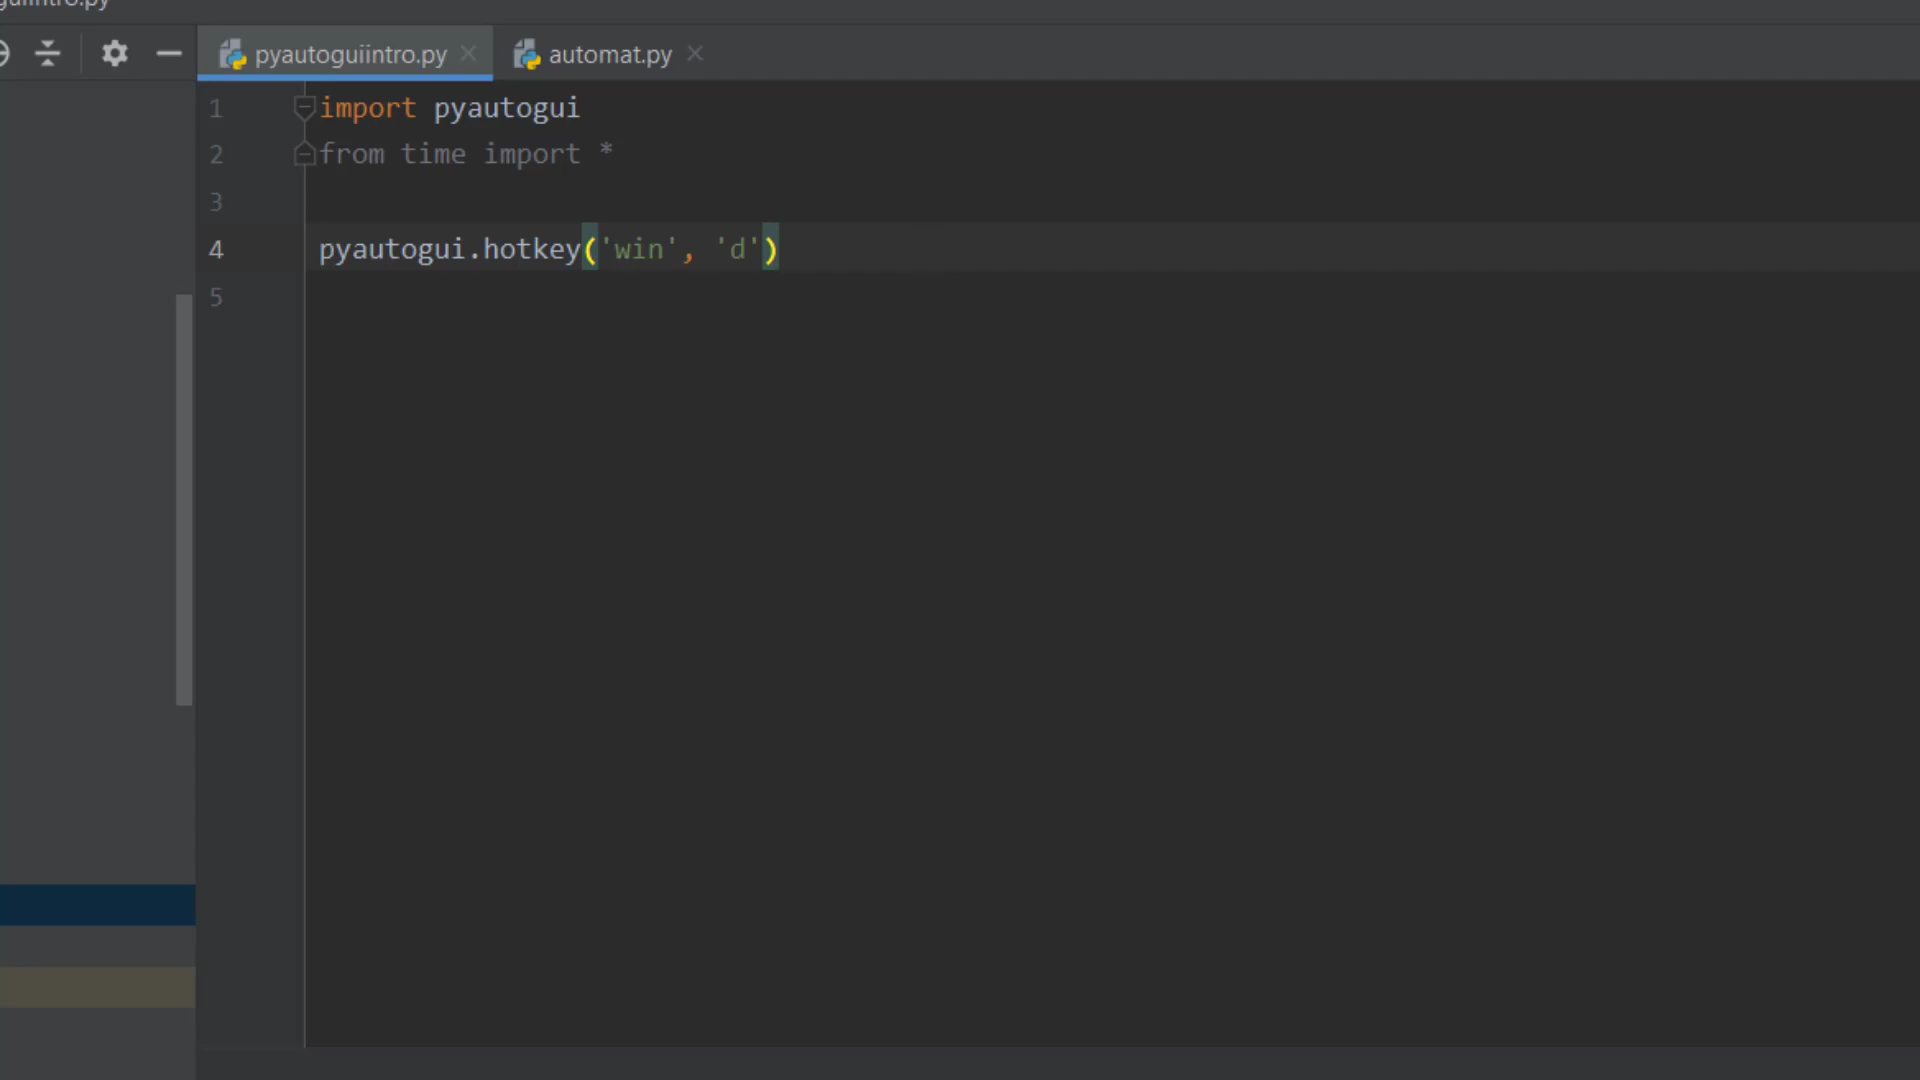 pyautoguiintro.py automat.py
1 import pyautogui
2 from time import *
3
4 pyautogui.hotkey('win', 'd')
5